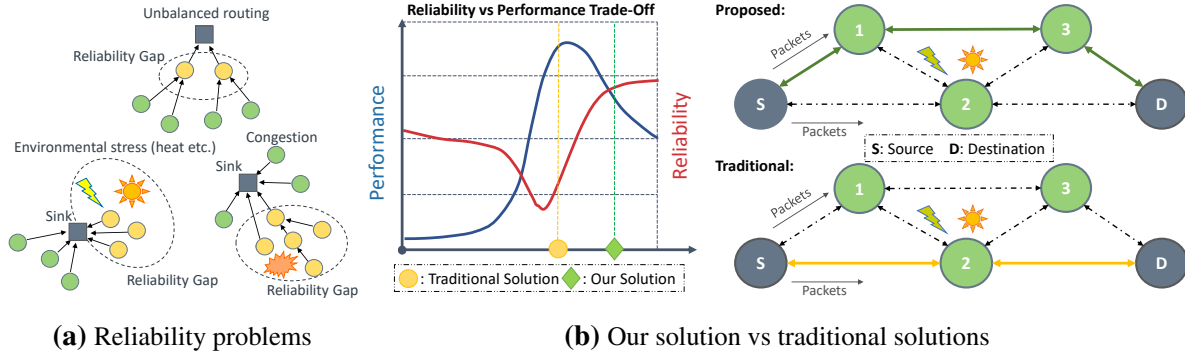 Unbalanced routing
Reliability Gap
Environmental stress (heat etc.)
Congestion
Sink
Sink
Reliability Gap
Reliability Gap
(a) Reliability problems
Reliability vs Performance Trade-Off
Performance
Reliability
: Traditional Solution
: Our Solution
Proposed:
Packets
1
3
S
2
D
Packets
S: Source D: Destination
Traditional:
Packets
1
3
S
2
D
Packets
(b) Our solution vs traditional solutions